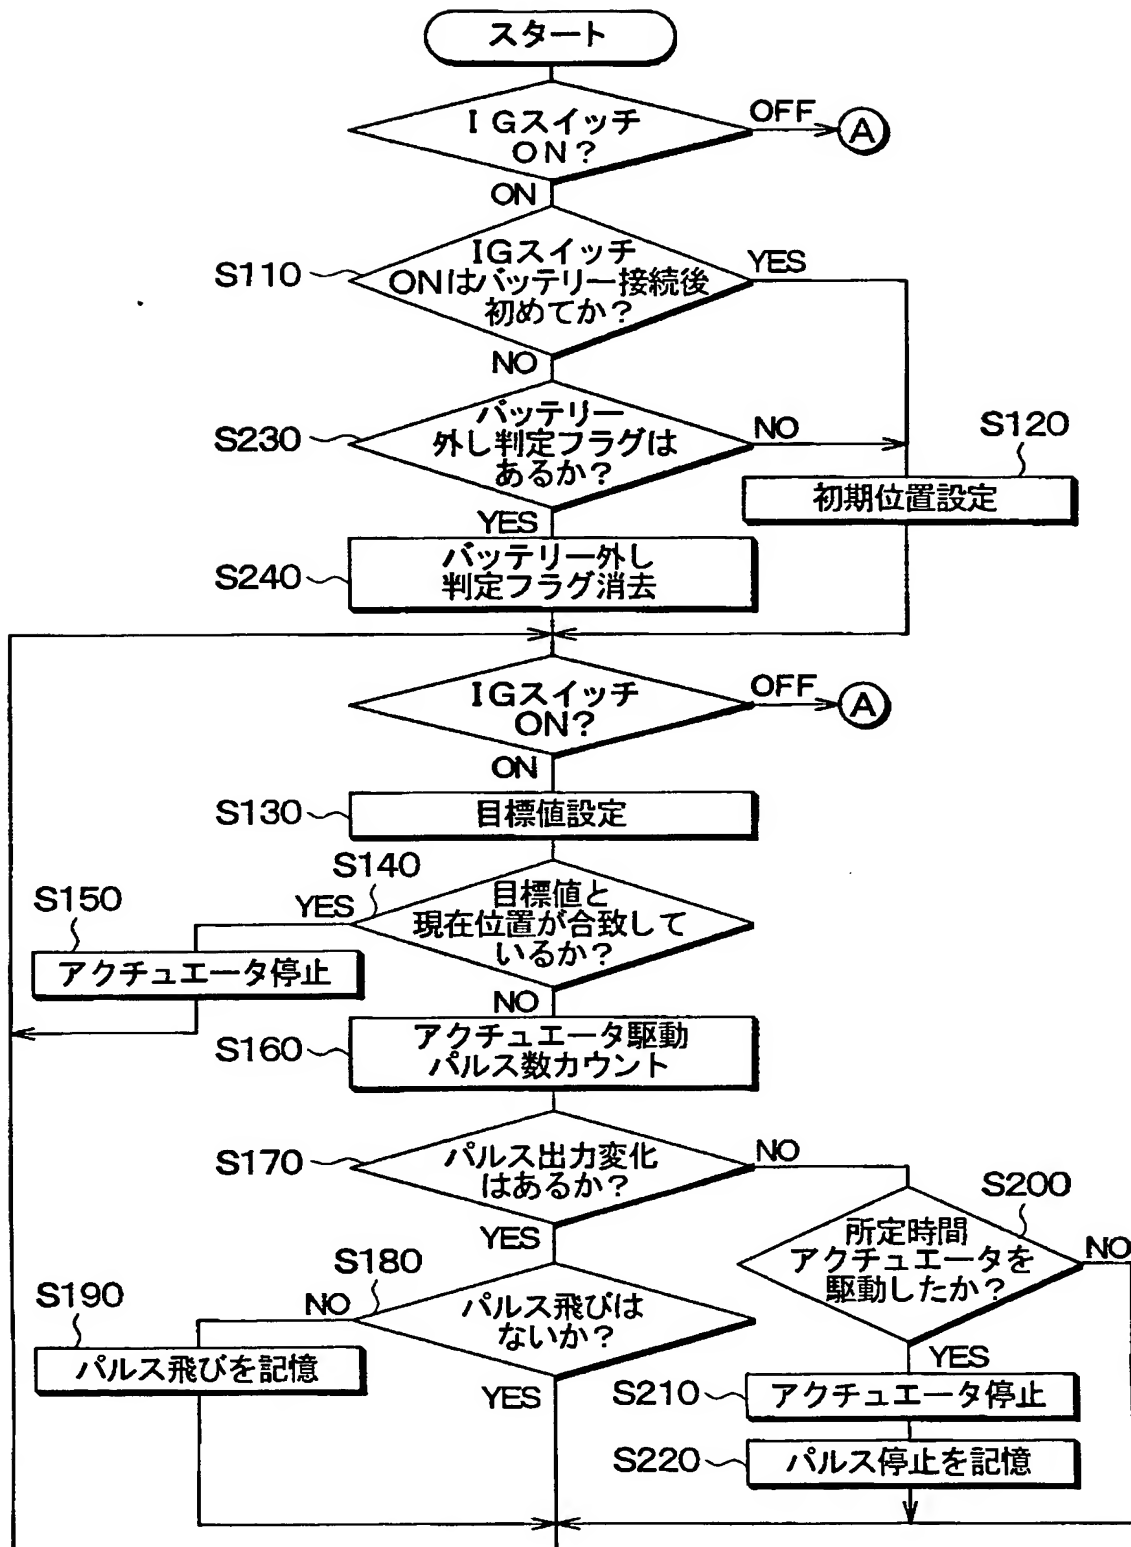 スタート
IGスイッチ
ON?
OFF
A
ON
S110
IGスイッチ
ONはバッテリー接続後
初めてか?
YES
NO
S230
バッテリー
外し判定フラグは
あるか?
NO
S120
初期位置設定
YES
S240
バッテリー外し
判定フラグ消去
IGスイッチ
ON?
OFF
A
ON
S130
目標値設定
S140
目標値と
現在位置が合致して
いるか?
YES
S150
アクチュエータ停止
NO
S160
アクチュエータ駆動
パルス数カウント
S170
パルス出力変化
はあるか?
NO
YES
S200
所定時間
アクチュエータを
駆動したか?
NO
S180
パルス飛びは
ないか?
NO
S190
パルス飛びを記憶
YES
YES
S210
アクチュエータ停止
S220
パルス停止を記憶